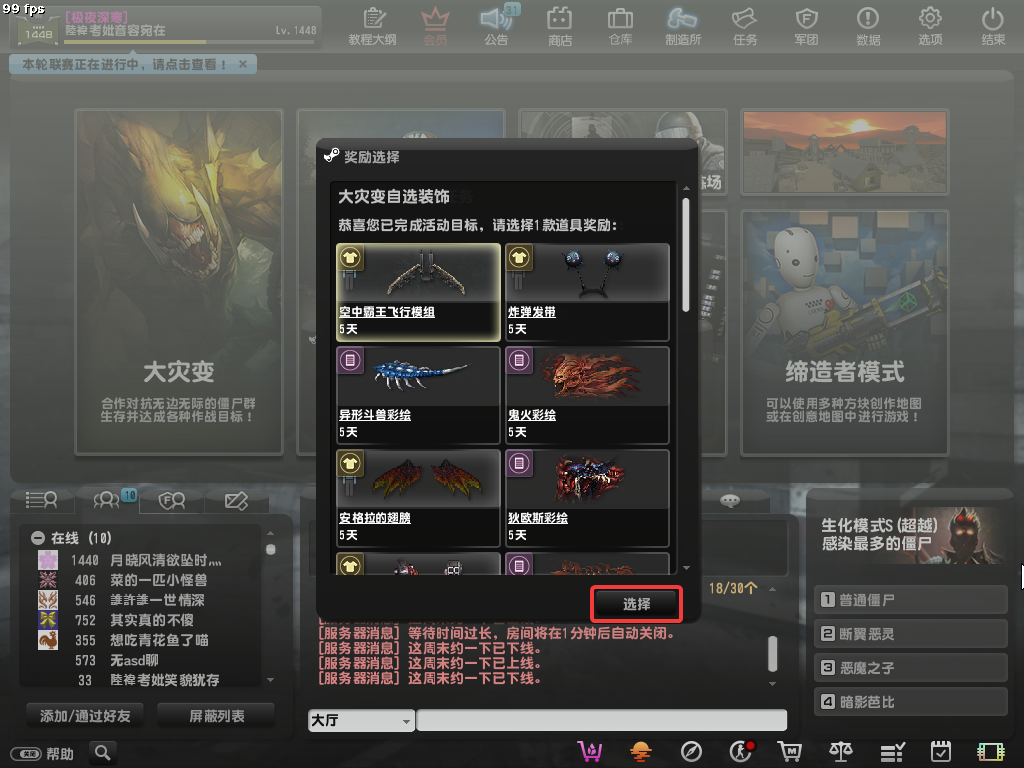 99 fps
[极夜深寒]
1448
陸褘老妣音容宛在
Lv. 1448
教程大纲
会员
31
公告
商店
仓库
制造所
任务
军团
数据
选项
结束
本轮联赛正在进行中，请点击查看！ ×
奖励选择
大灾变自选装饰
恭喜您已完成活动目标，请选择1款道具奖励：
空中霸王飞行模组
5天
炸弹发带
5天
异形斗兽彩绘
5天
鬼火彩绘
5天
安格拉的翅膀
5天
狄欧斯彩绘
5天
选择
大灾变
合作对抗无边无际的僵尸群
生存并达成各种作战目标！
练场
缔造者模式
可以使用多种方块创作地图
或在创意地图中进行游戏！
10
在线 (10)
1440 月晓风清欲坠时灬
406 菜的一匹小怪兽
546 誰許誰一世情深
752 其实真的不傻
355 想吃青花鱼了喵
573 无asd聊
33 陸褘老妣笑貌犹存
添加/通过好友
屏蔽列表
关闭 帮助
18/30个
[服务器消息] 等待时间过长，房间将在1分钟后自动关闭。
[服务器消息] 这周末约一下已下线。
[服务器消息] 这周末约一下已上线。
[服务器消息] 这周末约一下已下线。
大厅
生化模式S(超越)
感染最多的僵尸
1 普通僵尸
2 断翼恶灵
3 恶魔之子
4 暗影芭比